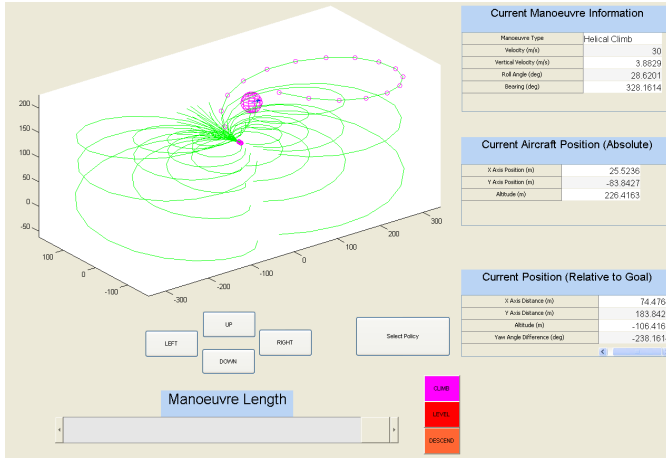 Current Manoeuvre Information
Manoeuvre Type Helical Climb
Velocity (m/s) 30
Vertical Velocity (m/s) 3.8829
Roll Angle (deg) 28.6201
Bearing (deg) 328.1614
Current Aircraft Position (Absolute)
X Axis Position (m) 25.5236
Y Axis Position (m) -83.8427
Altitude (m) 226.4163
Current Position (Relative to Goal)
X Axis Distance (m) 74.476
Y Axis Distance (m) 183.842
Altitude (m) -106.416
Yaw Angle Difference (deg) -238.161
200
150
100
50
0
-50
100
0
-100
-300
-200
-100
0
100
200
300
UP
LEFT
RIGHT
DOWN
Select Policy
Manoeuvre Length
CLIMB
LEVEL
DESCEND